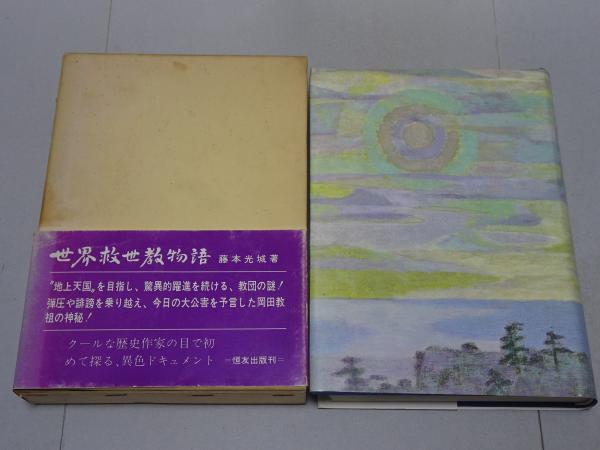 世界救世教物語 藤本光城著
〝地上天国〟を目指し、驚異的躍進を続ける、教団の謎！
弾圧や誹謗を乗り越え、今日の大公害を予言した岡田教
祖の神秘！
クールな歴史作家の目で初
めて探る、異色ドキュメント ＝恒友出版刊＝